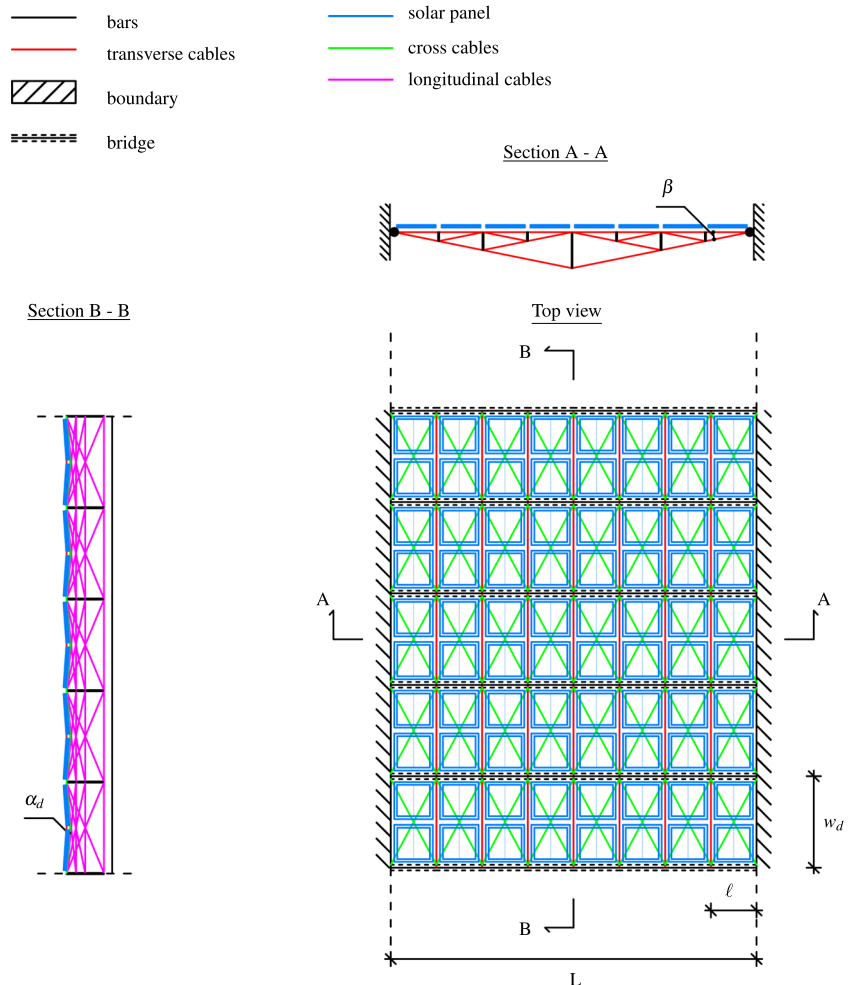 bars
transverse cables
boundary
bridge
solar panel
cross cables
longitudinal cables
Section A - A
β
Section B - B
Top view
B
A
A
α_d
w_d
ℓ
B
L